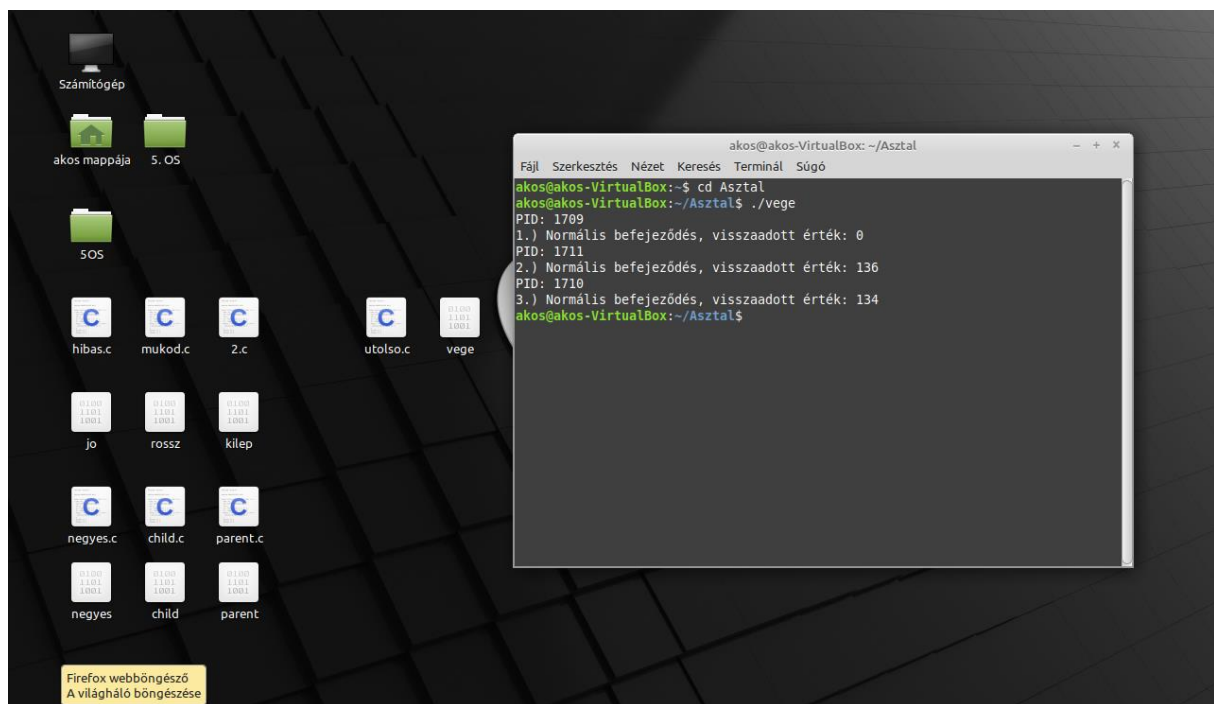 Számítógép
akos mappája
5. OS
5OS
hibas.c
mukod.c
2.c
utolso.c
vege
jo
rossz
kilep
negyes.c
child.c
parent.c
negyes
child
parent
Firefox webböngésző
A világháló böngészése
akos@akos-VirtualBox: ~/Asztal
Fájl Szerkesztés Nézet Keresés Terminál Súgó
akos@akos-VirtualBox:~$ cd Asztal
akos@akos-VirtualBox:~/Asztal$ ./vege
PID: 1709
1.) Normális befejeződés, visszaadott érték: 0
PID: 1711
2.) Normális befejeződés, visszaadott érték: 136
PID: 1710
3.) Normális befejeződés, visszaadott érték: 134
akos@akos-VirtualBox:~/Asztal$